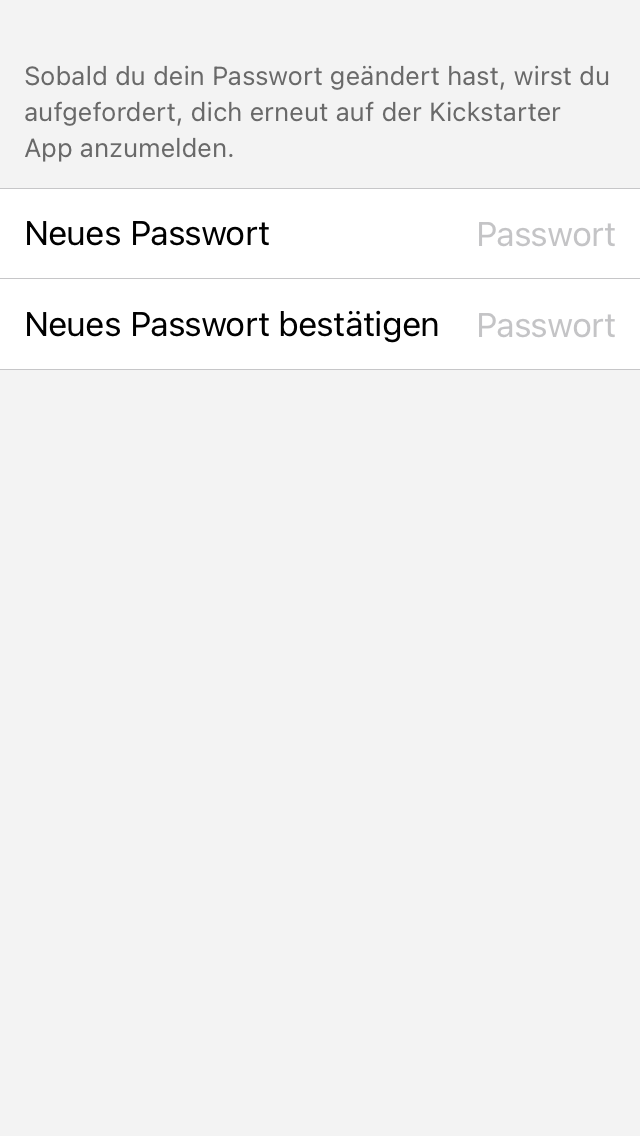 Sobald du dein Passwort geändert hast, wirst du
aufgefordert, dich erneut auf der Kickstarter
App anzumelden.
Neues Passwort Passwort
Neues Passwort bestätigen Passwort